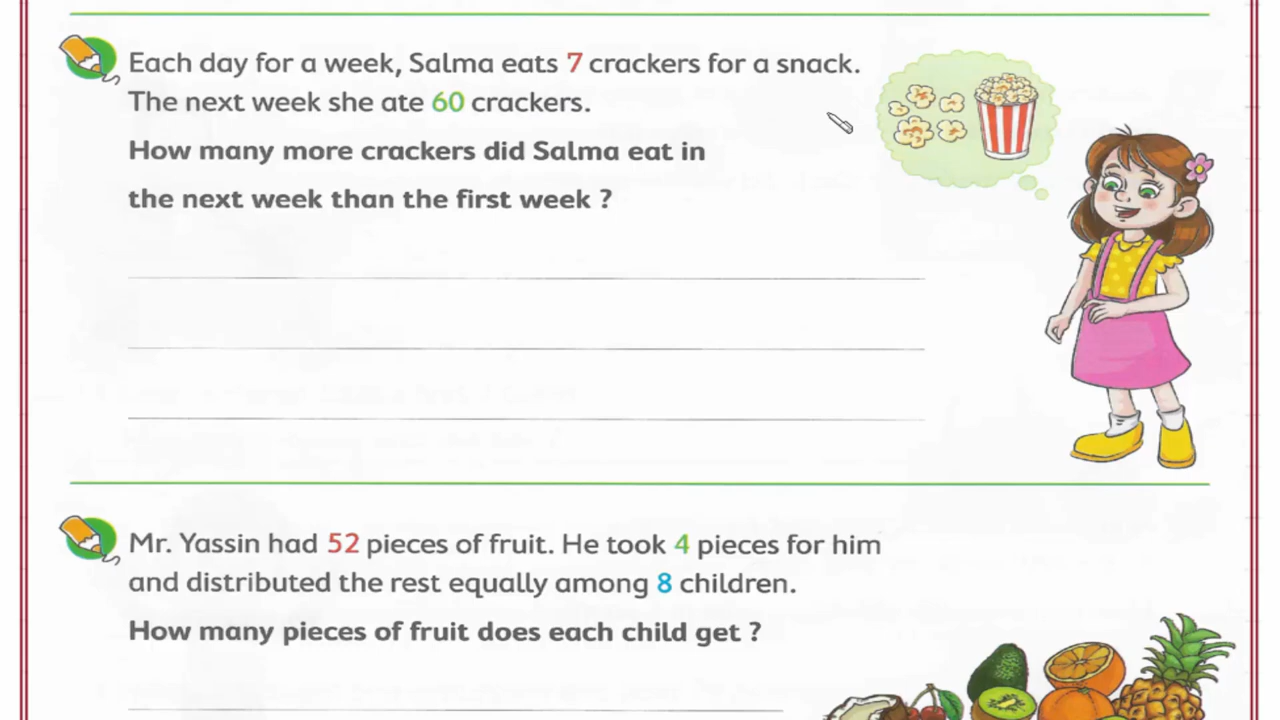 Each day for a week, Salma eats 7 crackers for a snack.
The next week she ate 60 crackers.
How many more crackers did Salma eat in
the next week than the first week ?
Mr. Yassin had 52 pieces of fruit. He took 4 pieces for him
and distributed the rest equally among 8 children.
How many pieces of fruit does each child get ?